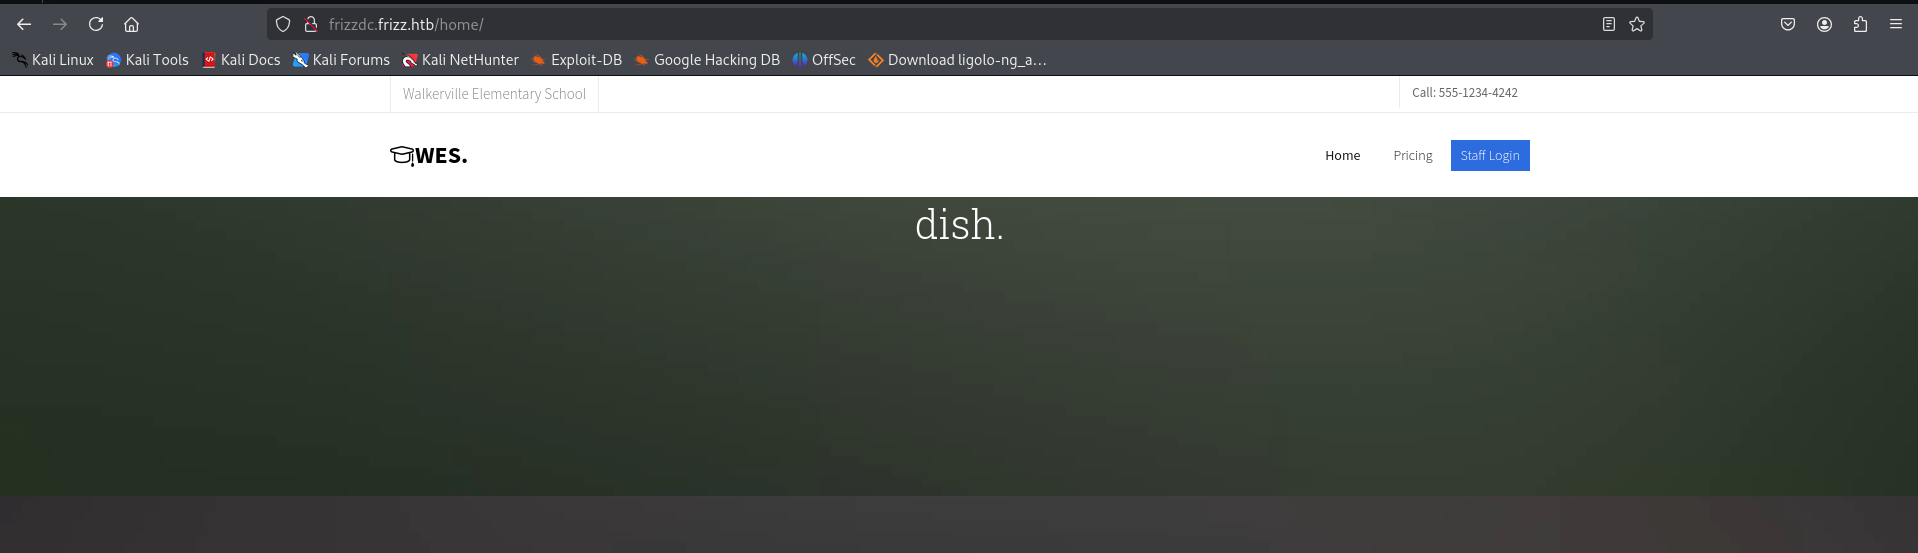 frizzdc.frizz.htb/home/
Kali Linux Kali Tools Kali Docs Kali Forums Kali NetHunter Exploit-DB Google Hacking DB OffSec Download ligolo-ng_a…
Walkerville Elementary School Call: 555-1234-4242
WES. Home Pricing Staff Login
dish.